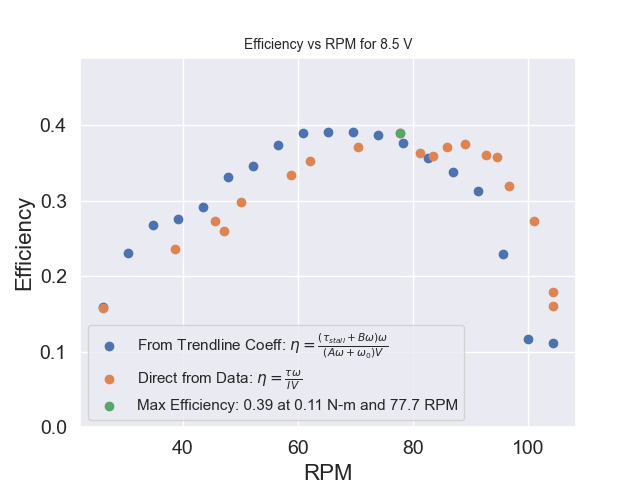 Efficiency vs RPM for 8.5 V
Efficiency
0.4
0.3
0.2
0.1
0.0
From Trendline Coeff: η = (τ_stall + Bω)ω / (Aω + ω₀)V
Direct from Data: η = τω / IV
Max Efficiency: 0.39 at 0.11 N-m and 77.7 RPM
40 60 80 100
RPM